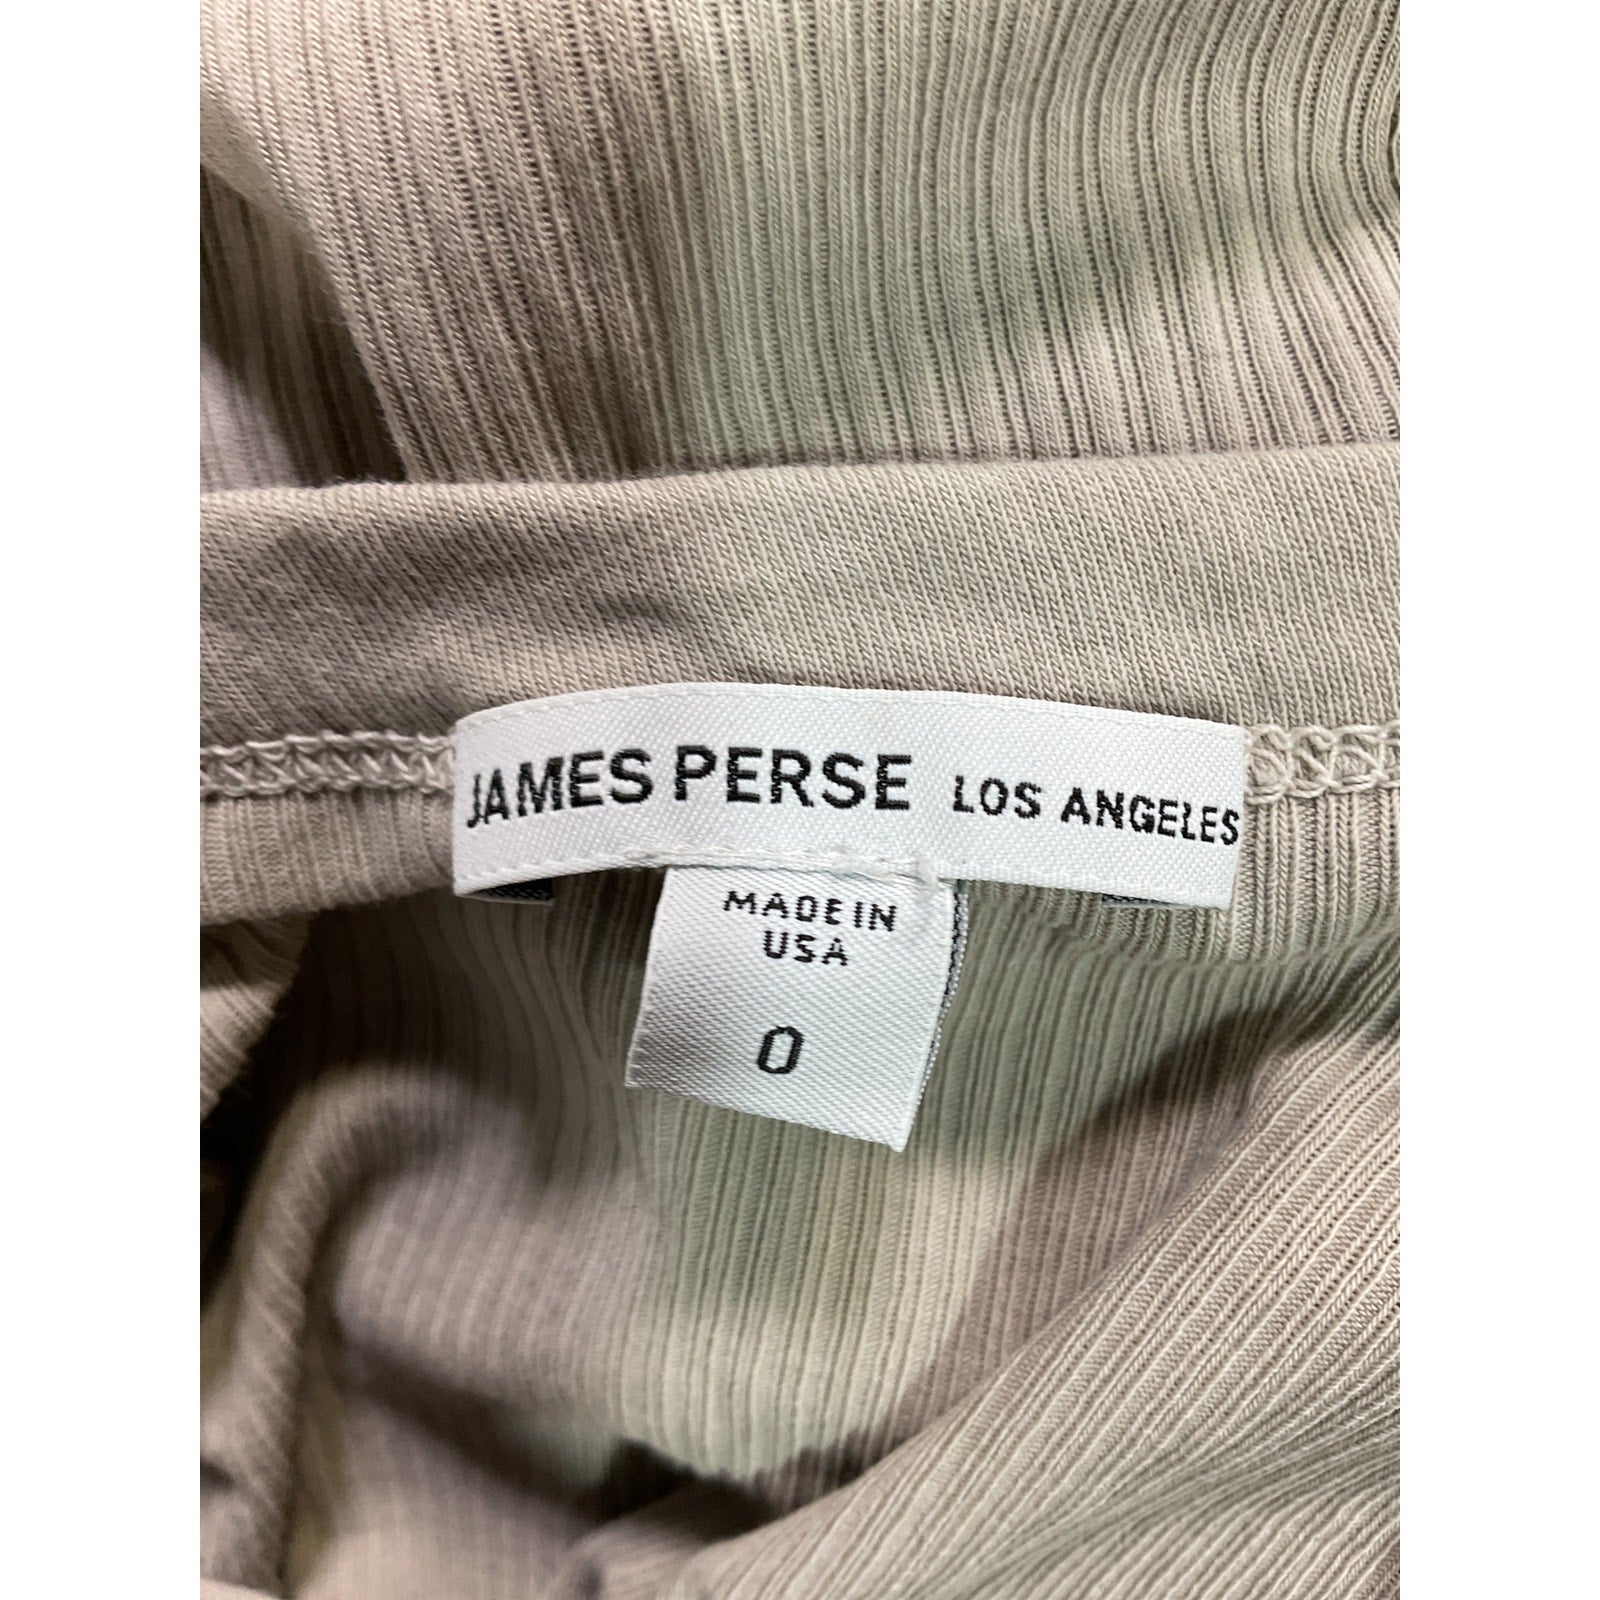 JAMES PERSE LOS ANGELES
MADE IN
USA
0